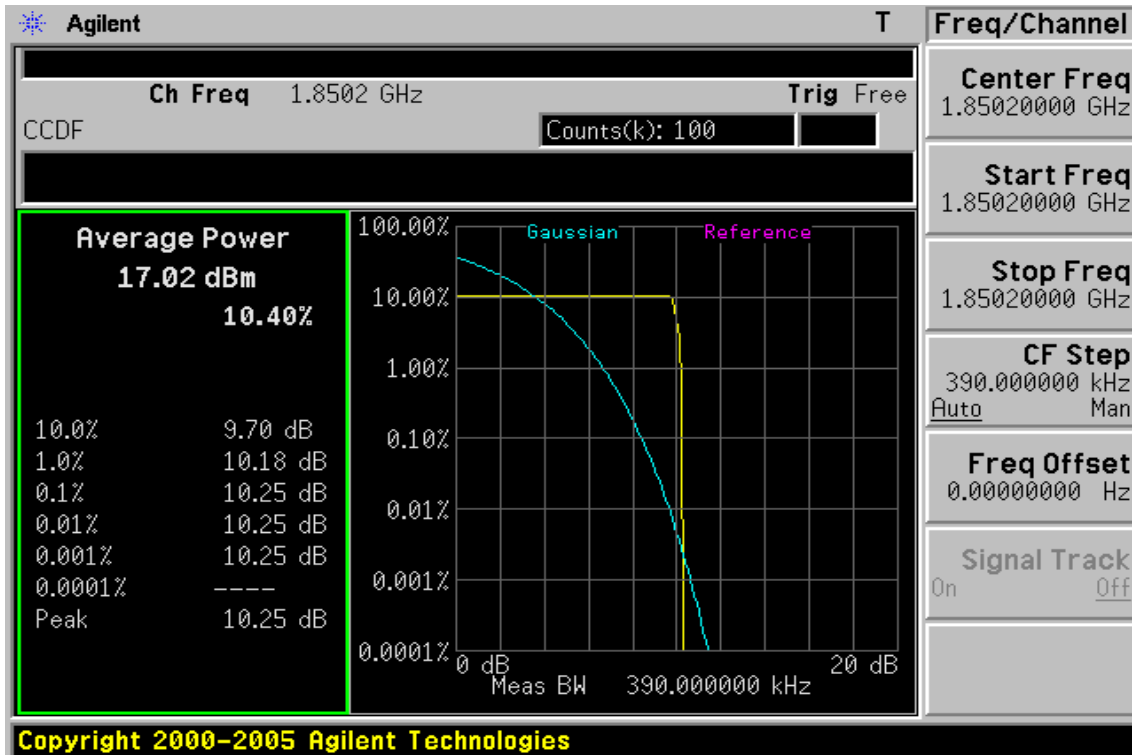 Agilent T
Ch Freq 1.8502 GHz Trig Free
CCDF Counts(k): 100
Average Power
17.02 dBm
10.40%
10.0% 9.70 dB
1.0% 10.18 dB
0.1% 10.25 dB
0.01% 10.25 dB
0.001% 10.25 dB
0.0001% ----
Peak 10.25 dB
Gaussian Reference
100.00%
10.00%
1.00%
0.10%
0.01%
0.001%
0.0001%
0 dB 20 dB
Meas BW 390.000000 kHz
Freq/Channel
Center Freq
1.85020000 GHz
Start Freq
1.85020000 GHz
Stop Freq
1.85020000 GHz
CF Step
390.000000 kHz
Auto Man
Freq Offset
0.00000000 Hz
Signal Track
On Off
Copyright 2000-2005 Agilent Technologies